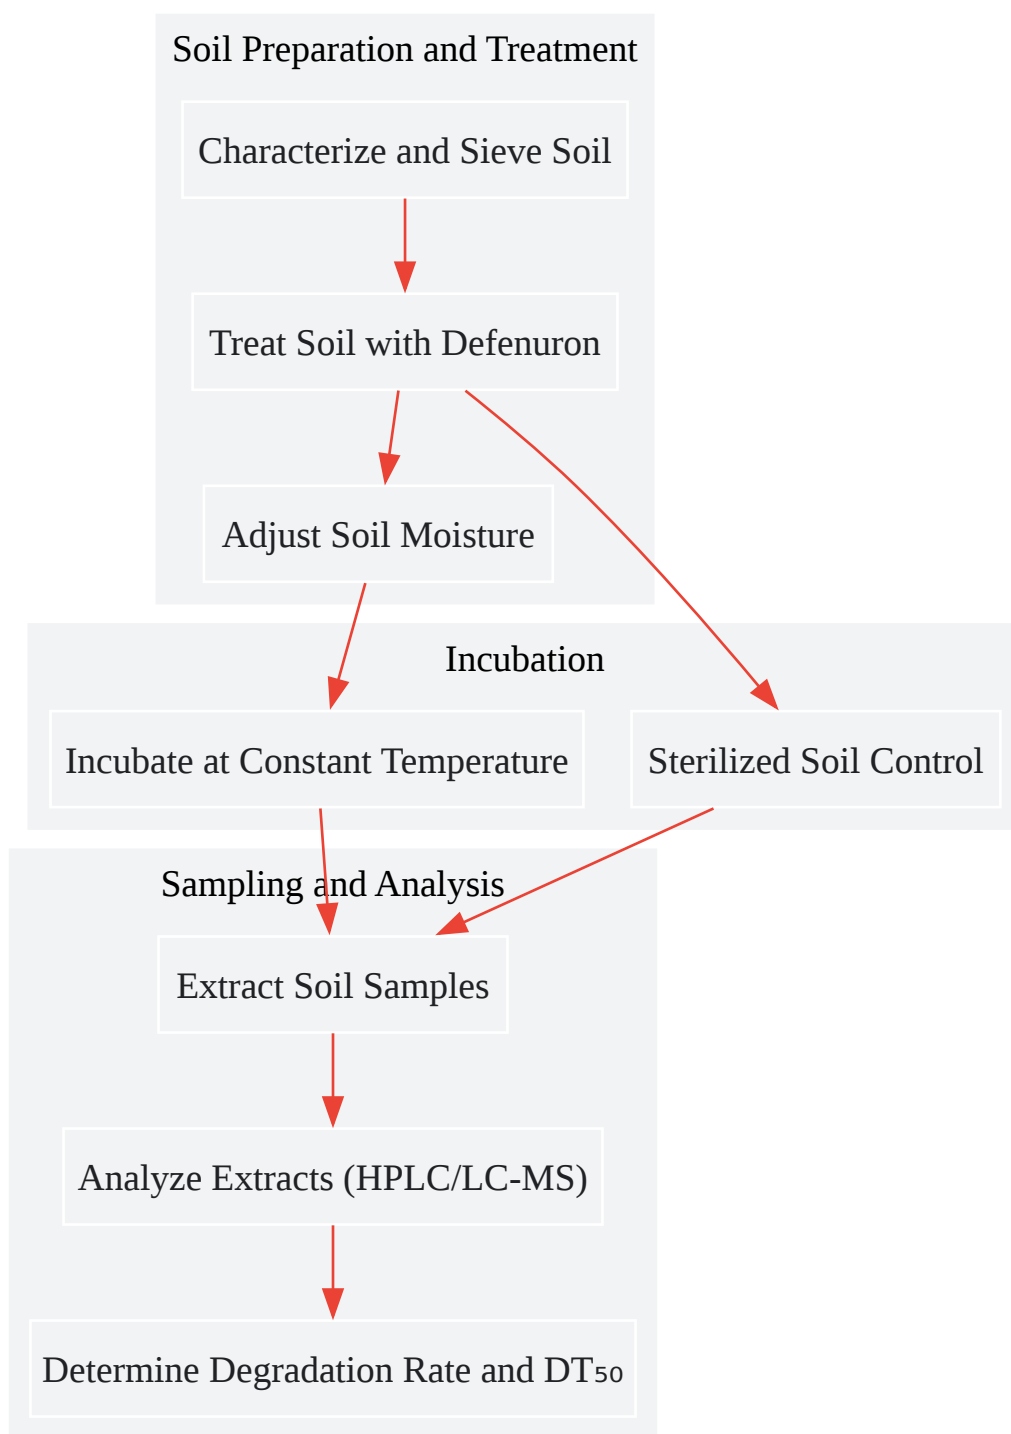 Soil Preparation and Treatment
Characterize and Sieve Soil
Treat Soil with Defenuron
Adjust Soil Moisture
Incubation
Incubate at Constant Temperature
Sterilized Soil Control
Sampling and Analysis
Extract Soil Samples
Analyze Extracts (HPLC/LC-MS)
Determine Degradation Rate and DT₅₀